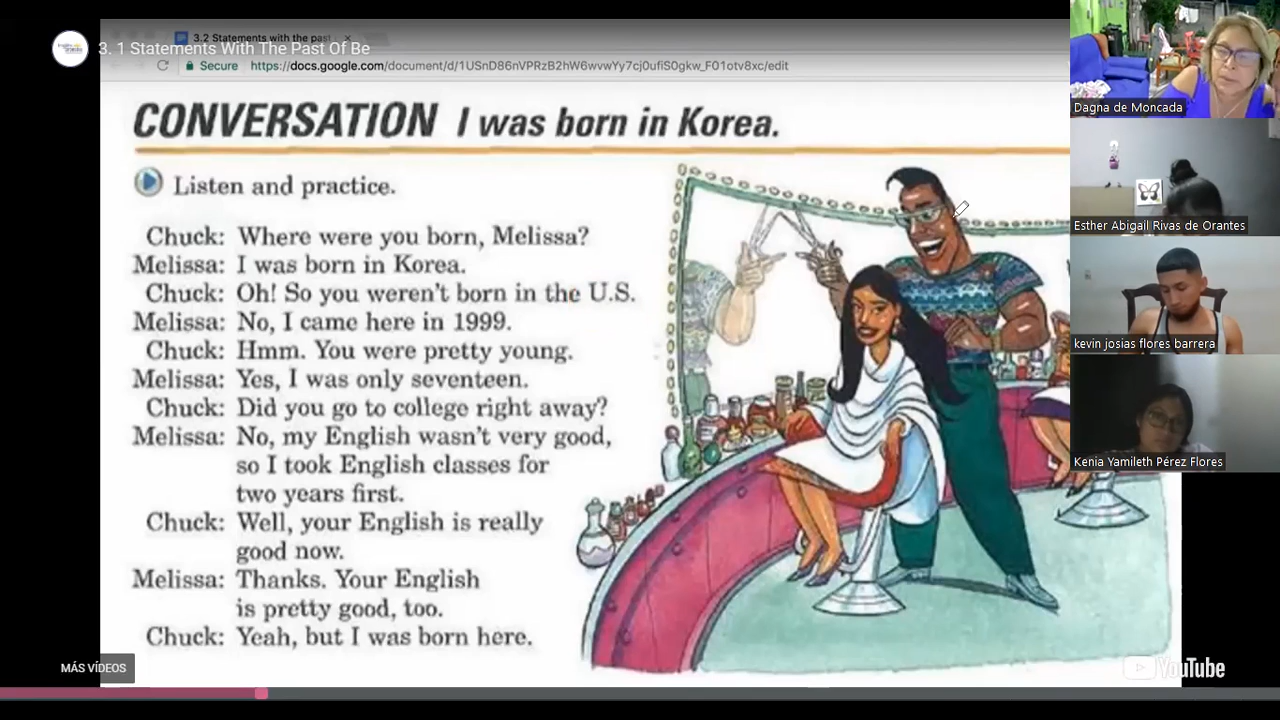 3.2 Statements with the past
3. 1 Statements With The Past Of Be
Secure
https://docs.google.com/document/d/1USnD86nVPRzB2hW6wvwYy7cj0ufiS0gkw_F01otv8xc/edit
CONVERSATION I was born in Korea.
Listen and practice.
Chuck: Where were you born, Melissa?
Melissa: I was born in Korea.
Chuck: Oh! So you weren't born in the U.S.
Melissa: No, I came here in 1999.
Chuck: Hmm. You were pretty young.
Melissa: Yes, I was only seventeen.
Chuck: Did you go to college right away?
Melissa: No, my English wasn't very good,
so I took English classes for
two years first.
Chuck: Well, your English is really
good now.
Melissa: Thanks. Your English
is pretty good, too.
Chuck: Yeah, but I was born here.
MÁS VÍDEOS
YouTube
Dagna de Moncada
Esther Abigail Rivas de Orantes
kevin josias flores barrera
Kenia Yamileth Pérez Flores